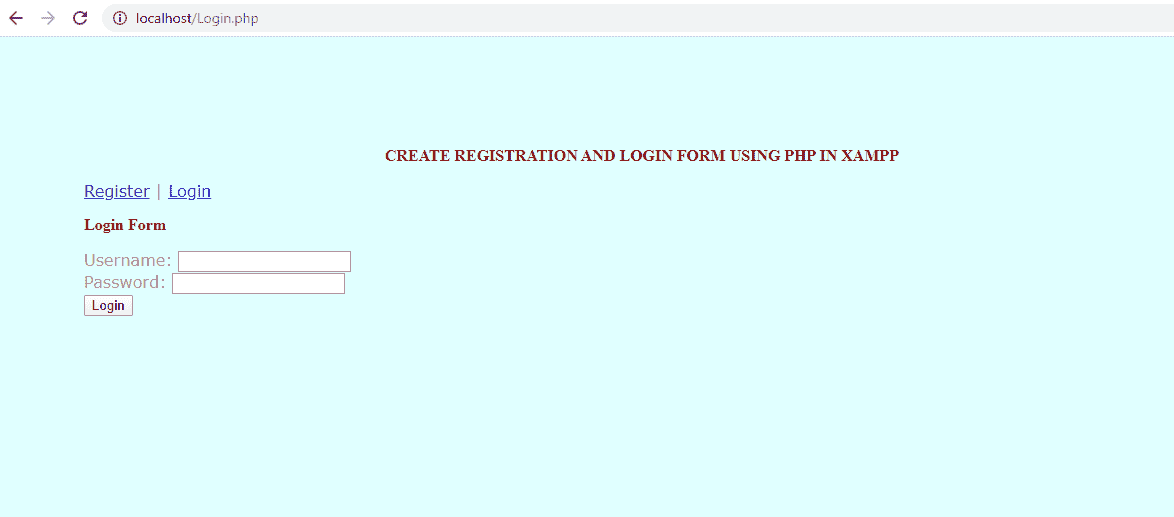 localhost/Login.php
CREATE REGISTRATION AND LOGIN FORM USING PHP IN XAMPP
Register | Login
Login Form
Username:
Password:
Login